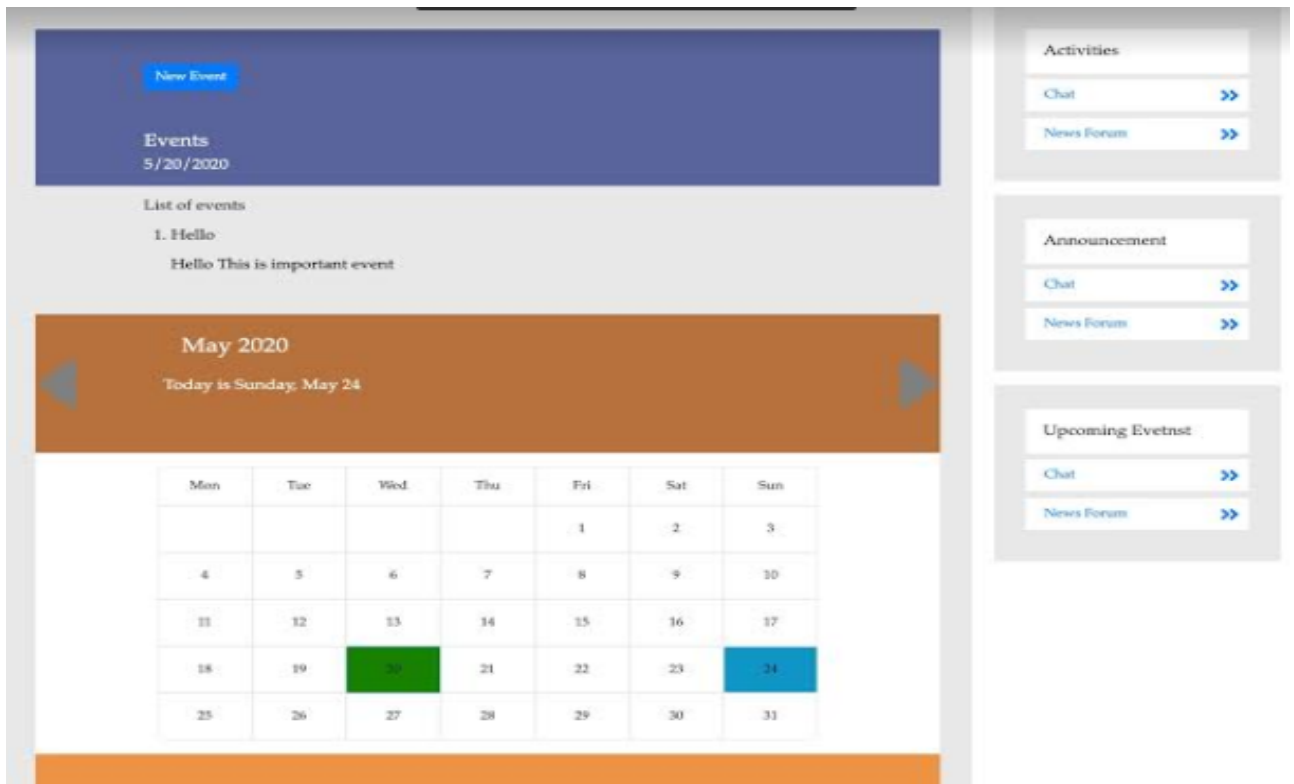 New Event
Events
5/20/2020
List of events
1. Hello
Hello This is important event
May 2020
Today is Sunday, May 24
Mon Tue Wed Thu Fri Sat Sun
1 2 3
4 5 6 7 8 9 10
11 12 13 14 15 16 17
18 19 20 21 22 23 24
25 26 27 28 29 30 31
Activities
Chat >>
News Forum >>
Announcement
Chat >>
News Forum >>
Upcoming Evetnst
Chat >>
News Forum >>